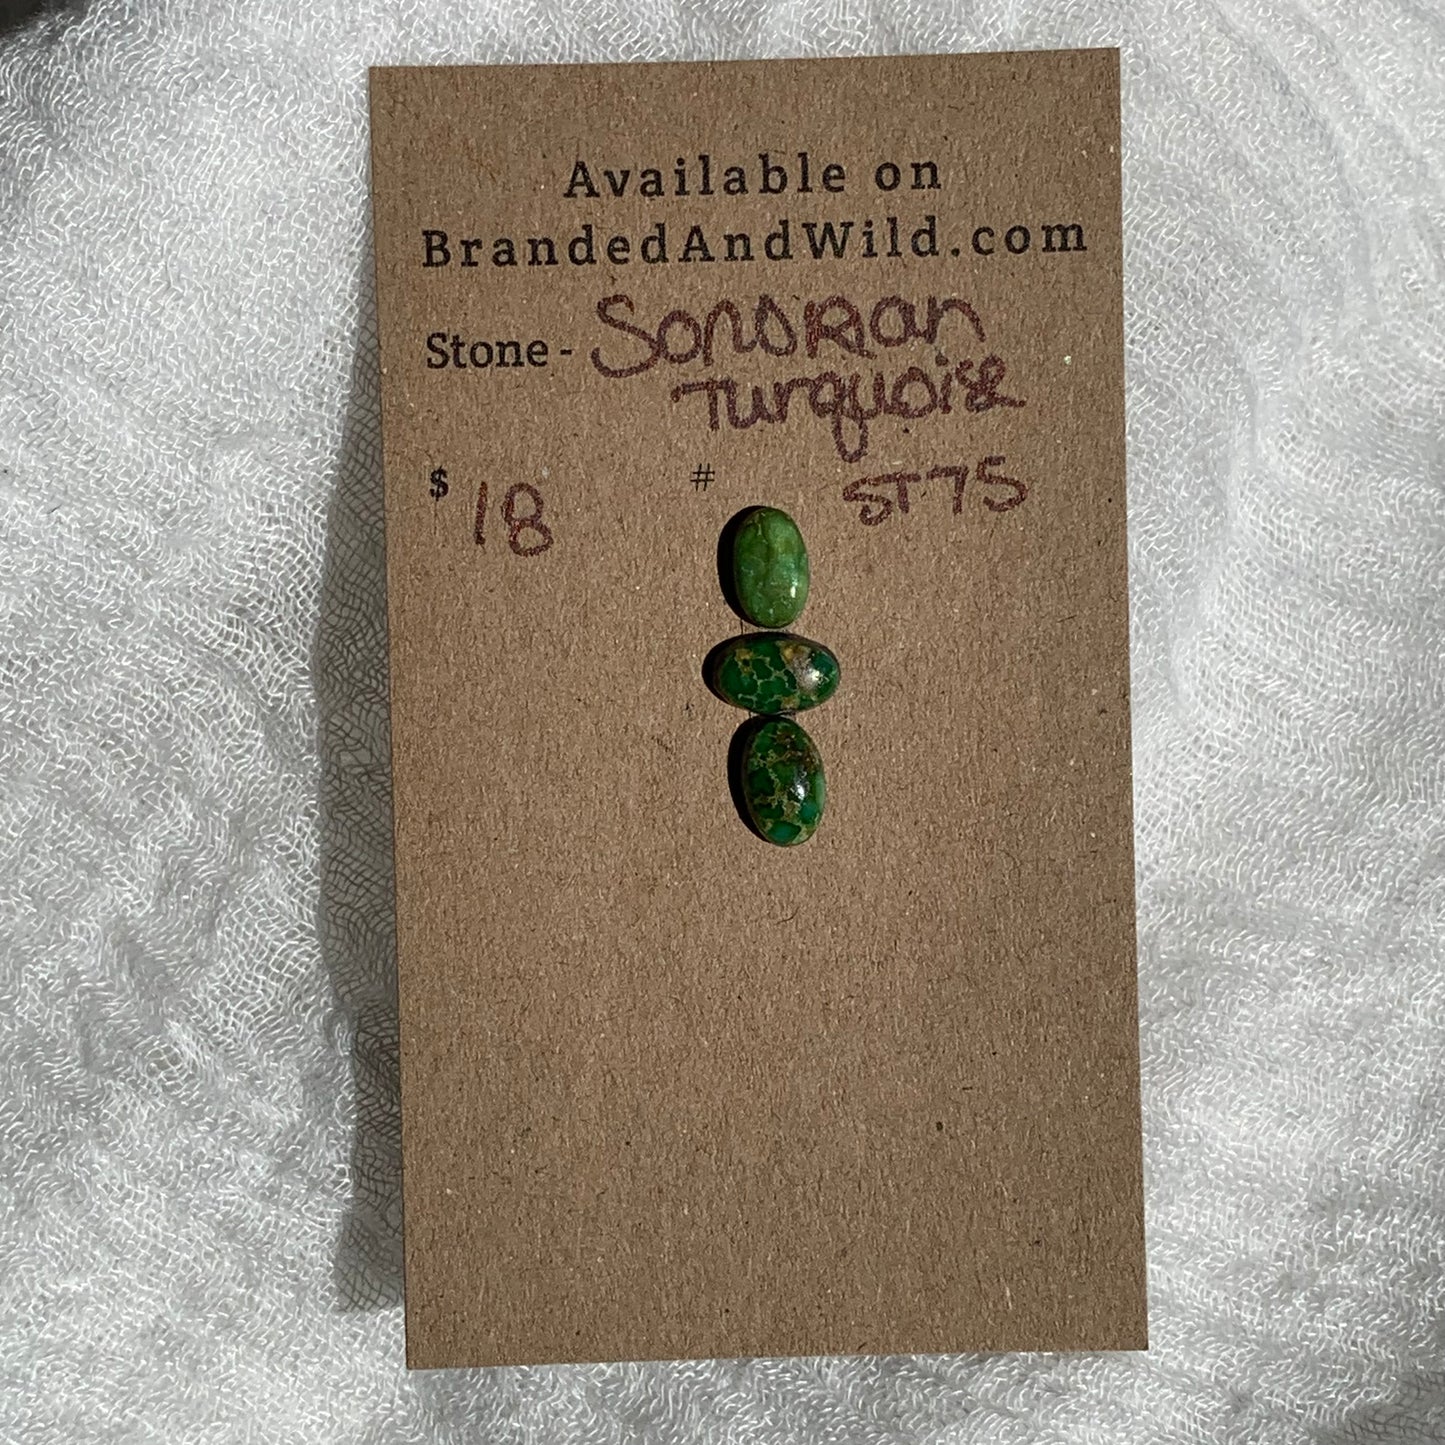 Available on
BrandedAndWild.com
Stone - Sonoran
Turquoise
$ 18 # ST75